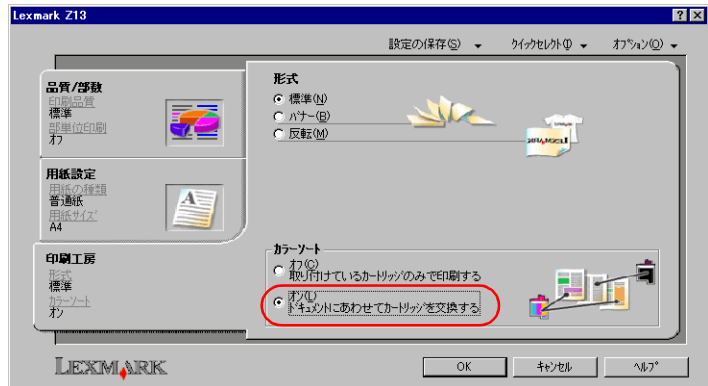 Lexmark Z13
設定の保存(S) クイックセレクト(I) オプション(O)
品質/部数
印刷品質
標準
部単位印刷
オフ
用紙設定
用紙の種類
普通紙
用紙サイズ
A4
印刷工房
形式
標準
カラーソート
オン
形式
標準(N)
バナー(B)
反転(M)
カラーソート
オフ(C)
取り付けているカートリッジのみで印刷する
オン(L)
ドキュメントにあわせてカートリッジを交換する
LEXMARK
OK キャンセル ヘルプ